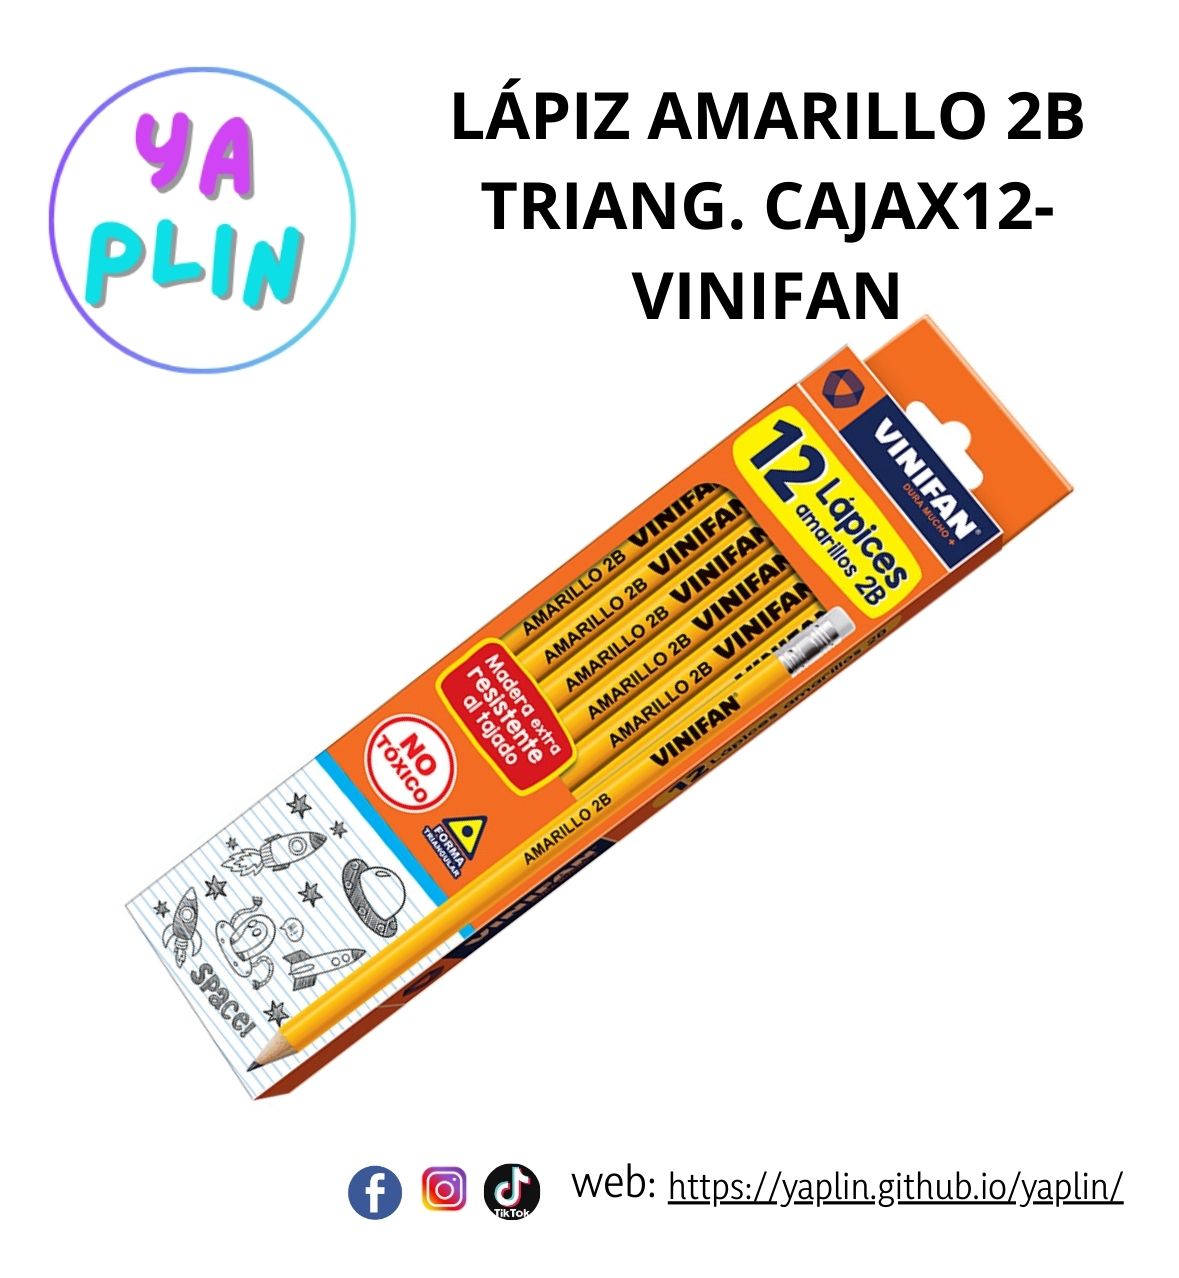 YA
PLIN
LÁPIZ AMARILLO 2B
TRIANG. CAJAX12-
VINIFAN
VINIFAN®
DURA MUCHO +
12 Lápices
amarillos 2B
AMARILLO 2B VINIFA
AMARILLO 2B VINIFAN
AMARILLO 2B VINIFAN
AMARILLO 2B VINIFAN
AMARILLO 2B VINIFAN
AMARILLO 2B VINIFAN®
Madera extra
resistente
al tajado
NO
TÓXICO
FORMA
TRIANGULAR
12 Lápices amarillos 2B
VINIFAN
Space!
TikTok
web: https://yaplin.github.io/yaplin/